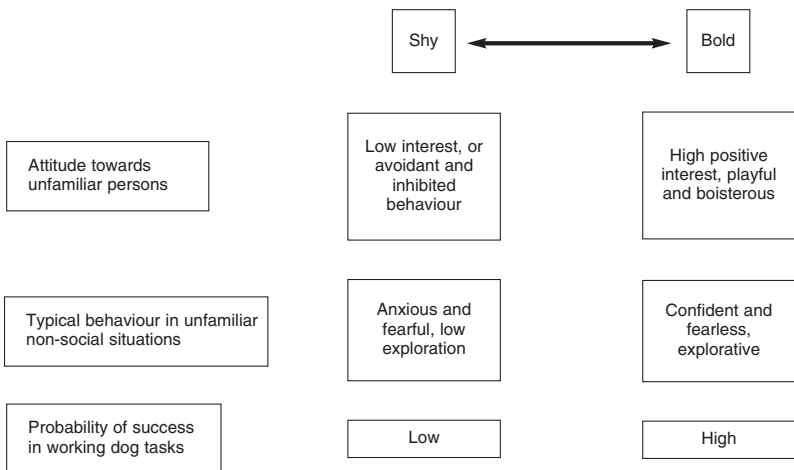 Shy
Bold
Attitude towards
unfamiliar persons
Low interest, or
avoidant and
inhibited
behaviour
High positive
interest, playful
and boisterous
Typical behaviour in unfamiliar
non-social situations
Anxious and
fearful, low
exploration
Confident and
fearless,
explorative
Probability of success
in working dog tasks
Low
High